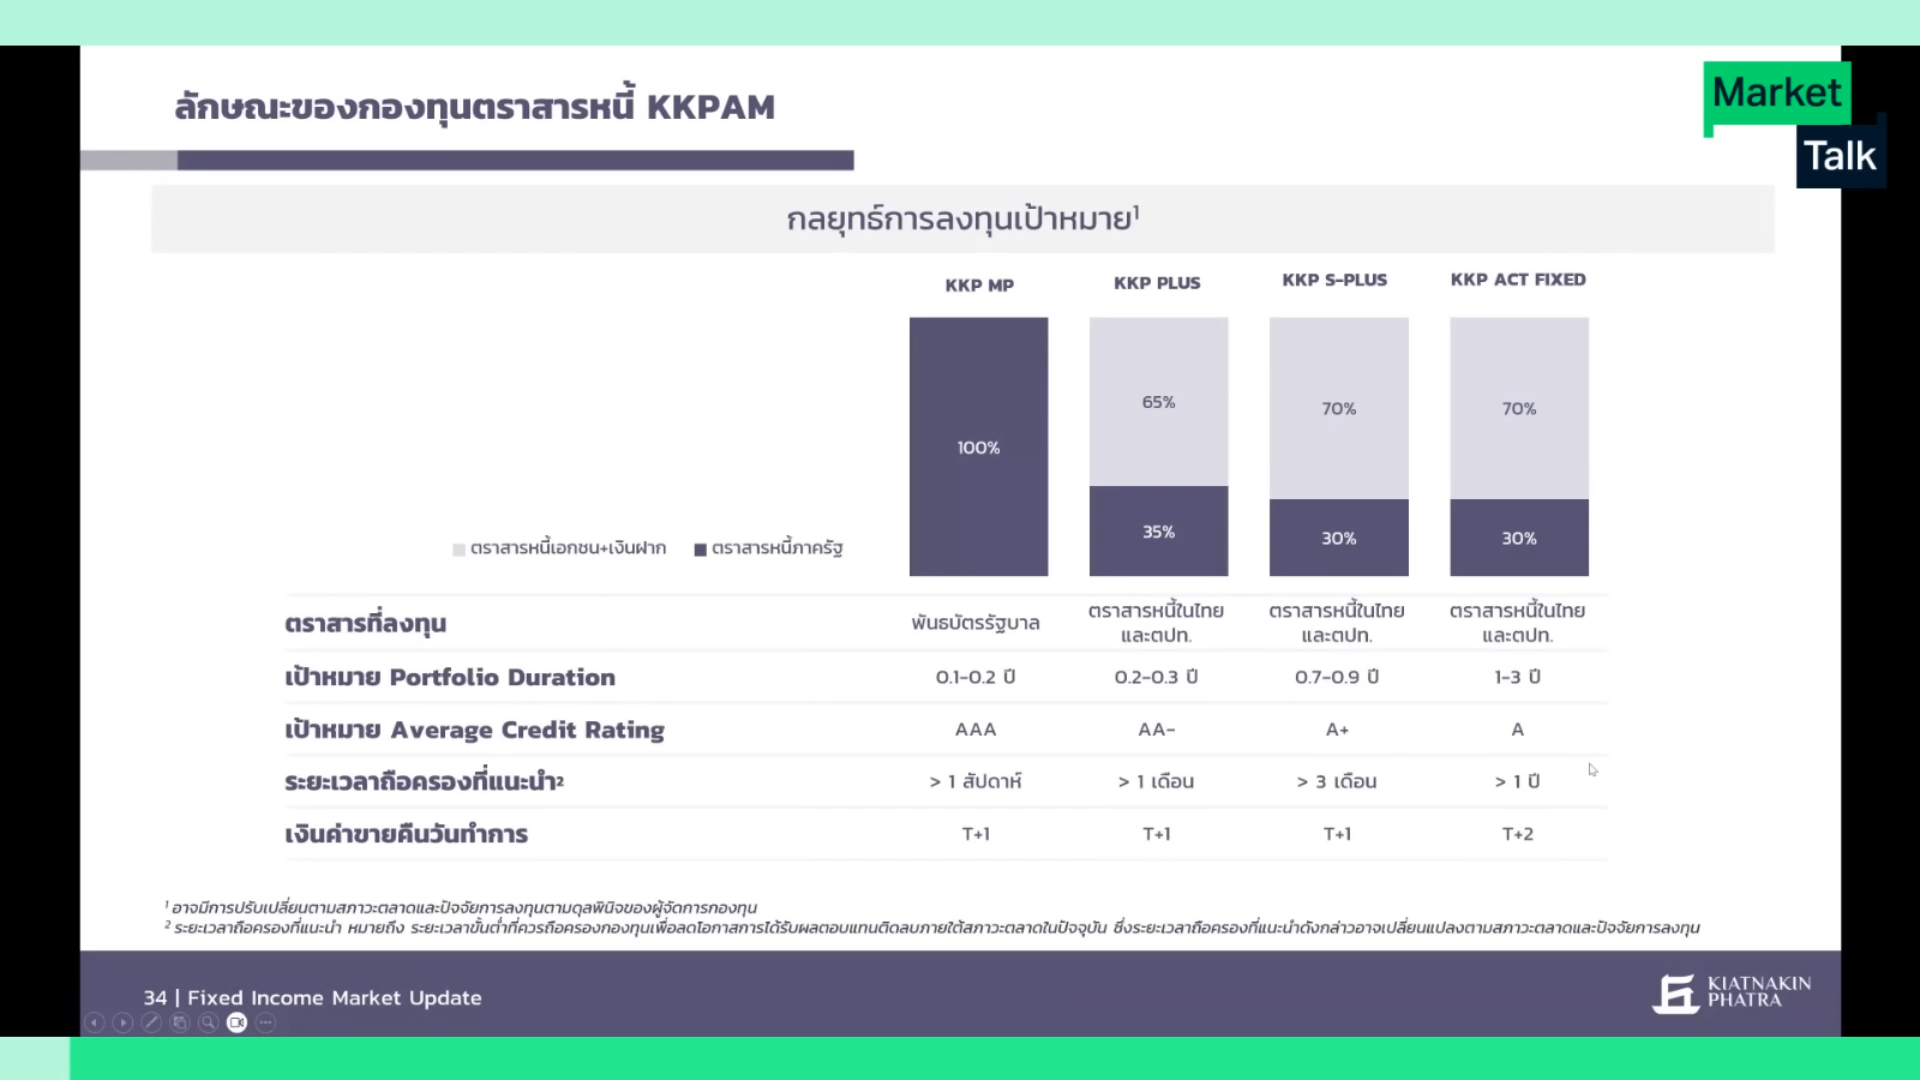 ลักษณะของกองทุนตราสารหนี้ KKPAM
Market
Talk
กลยุทธ์การลงทุนเป้าหมาย¹
KKP MP
KKP PLUS
KKP S-PLUS
KKP ACT FIXED
65%
70%
70%
100%
35%
30%
30%
ตราสารหนี้เอกชน+เงินฝาก
ตราสารหนี้ภาครัฐ
ตราสารที่ลงทุน
พันธบัตรรัฐบาล
ตราสารหนี้ในไทย
และตปท.
ตราสารหนี้ในไทย
และตปท.
ตราสารหนี้ในไทย
และตปท.
เป้าหมาย Portfolio Duration
0.1-0.2 ปี
0.2-0.3 ปี
0.7-0.9 ปี
1-3 ปี
เป้าหมาย Average Credit Rating
AAA
AA-
A+
A
ระยะเวลาถือครองที่แนะนำ²
> 1 สัปดาห์
> 1 เดือน
> 3 เดือน
> 1 ปี
เงินค่าขายคืนวันทำการ
T+1
T+1
T+1
T+2
¹ อาจมีการปรับเปลี่ยนตามสภาวะตลาดและปัจจัยการลงทุนตามดุลพินิจของผู้จัดการกองทุน
² ระยะเวลาถือครองที่แนะนำ หมายถึง ระยะเวลาขั้นต่ำที่ควรถือครองกองทุนเพื่อลดโอกาสการได้รับผลตอบแทนติดลบภายใต้สภาวะตลาดในปัจจุบัน ซึ่งระยะเวลาถือครองที่แนะนำดังกล่าวอาจเปลี่ยนแปลงตามสภาวะตลาดและปัจจัยการลงทุน
34 | Fixed Income Market Update
KIATNAKIN
PHATRA